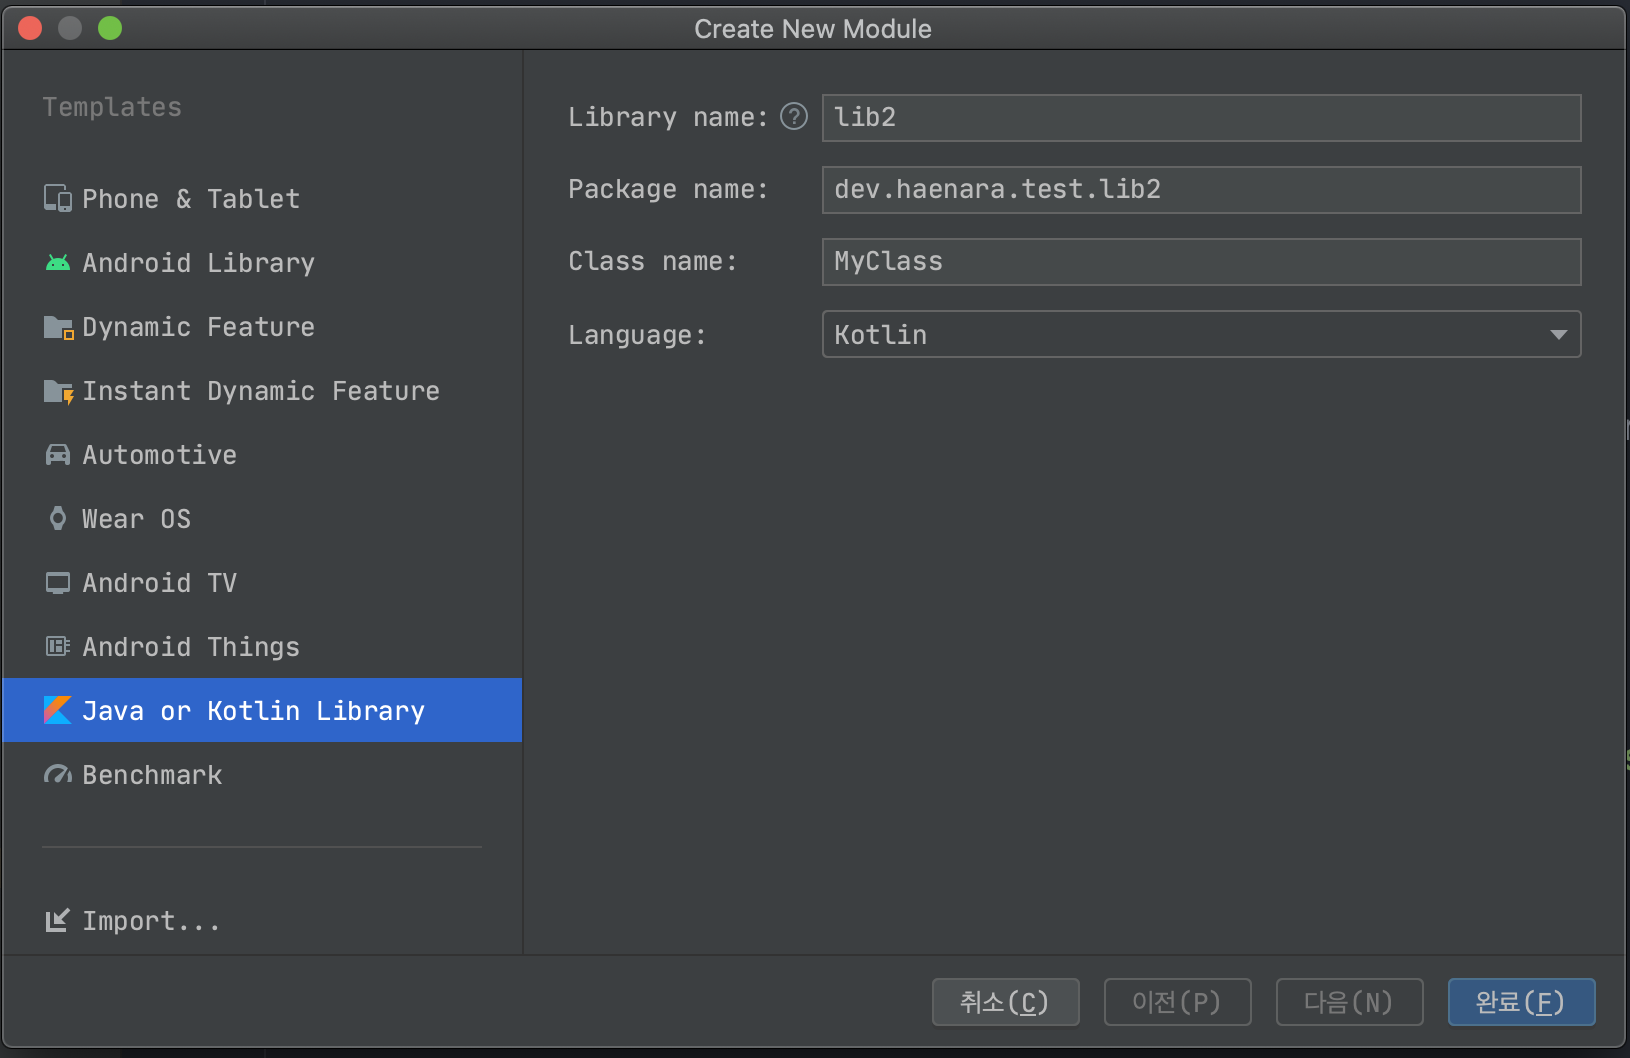 Create New Module
Templates
Phone & Tablet
Android Library
Dynamic Feature
Instant Dynamic Feature
Automotive
Wear OS
Android TV
Android Things
Java or Kotlin Library
Benchmark
Import...
Library name: ? lib2
Package name: dev.haenara.test.lib2
Class name: MyClass
Language: Kotlin
취소(C) 이전(P) 다음(N) 완료(F)